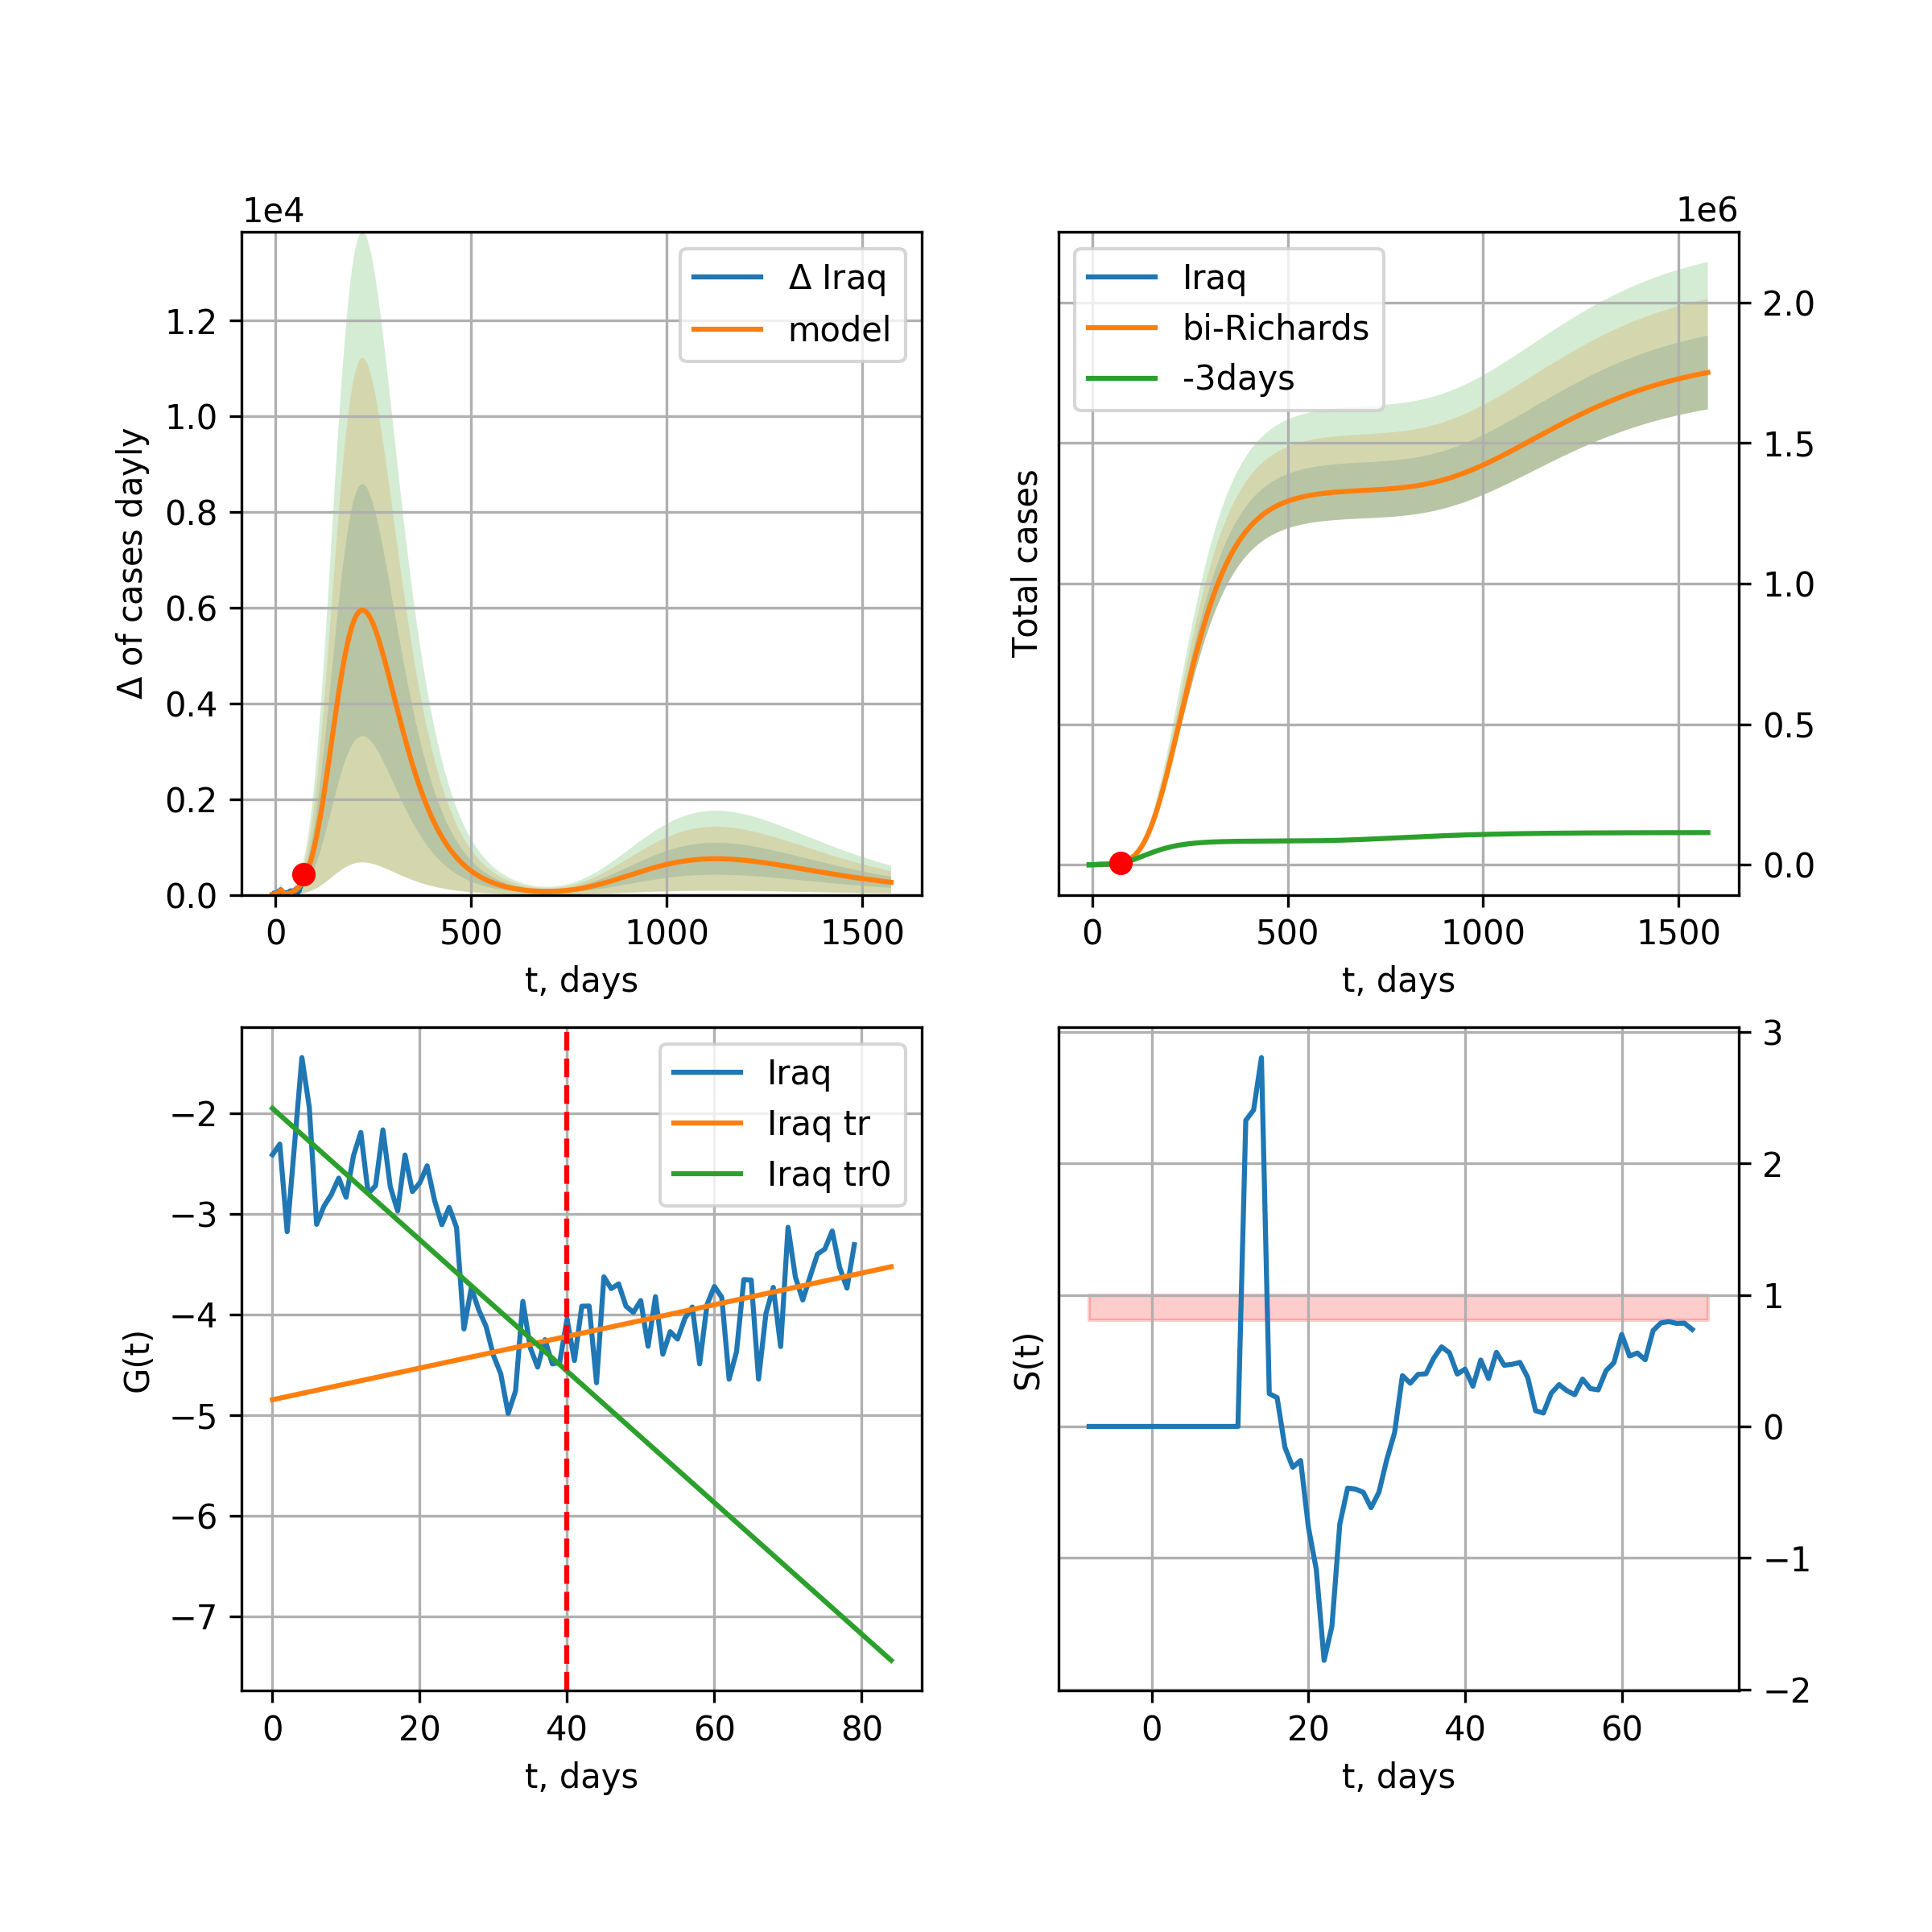 1e4
Δ Iraq
model
1.2
1.0
0.8
0.6
0.4
0.2
0.0
Δ of cases dayly
0 500 1000 1500
t, days
1e6
Iraq
bi-Richards
-3days
2.0
1.5
1.0
0.5
0.0
Total cases
0 500 1000 1500
t, days
Iraq
Iraq tr
Iraq tr0
−2
−3
−4
−5
−6
−7
G(t)
0 20 40 60 80
t, days
3
2
1
0
−1
−2
S(t)
0 20 40 60
t, days